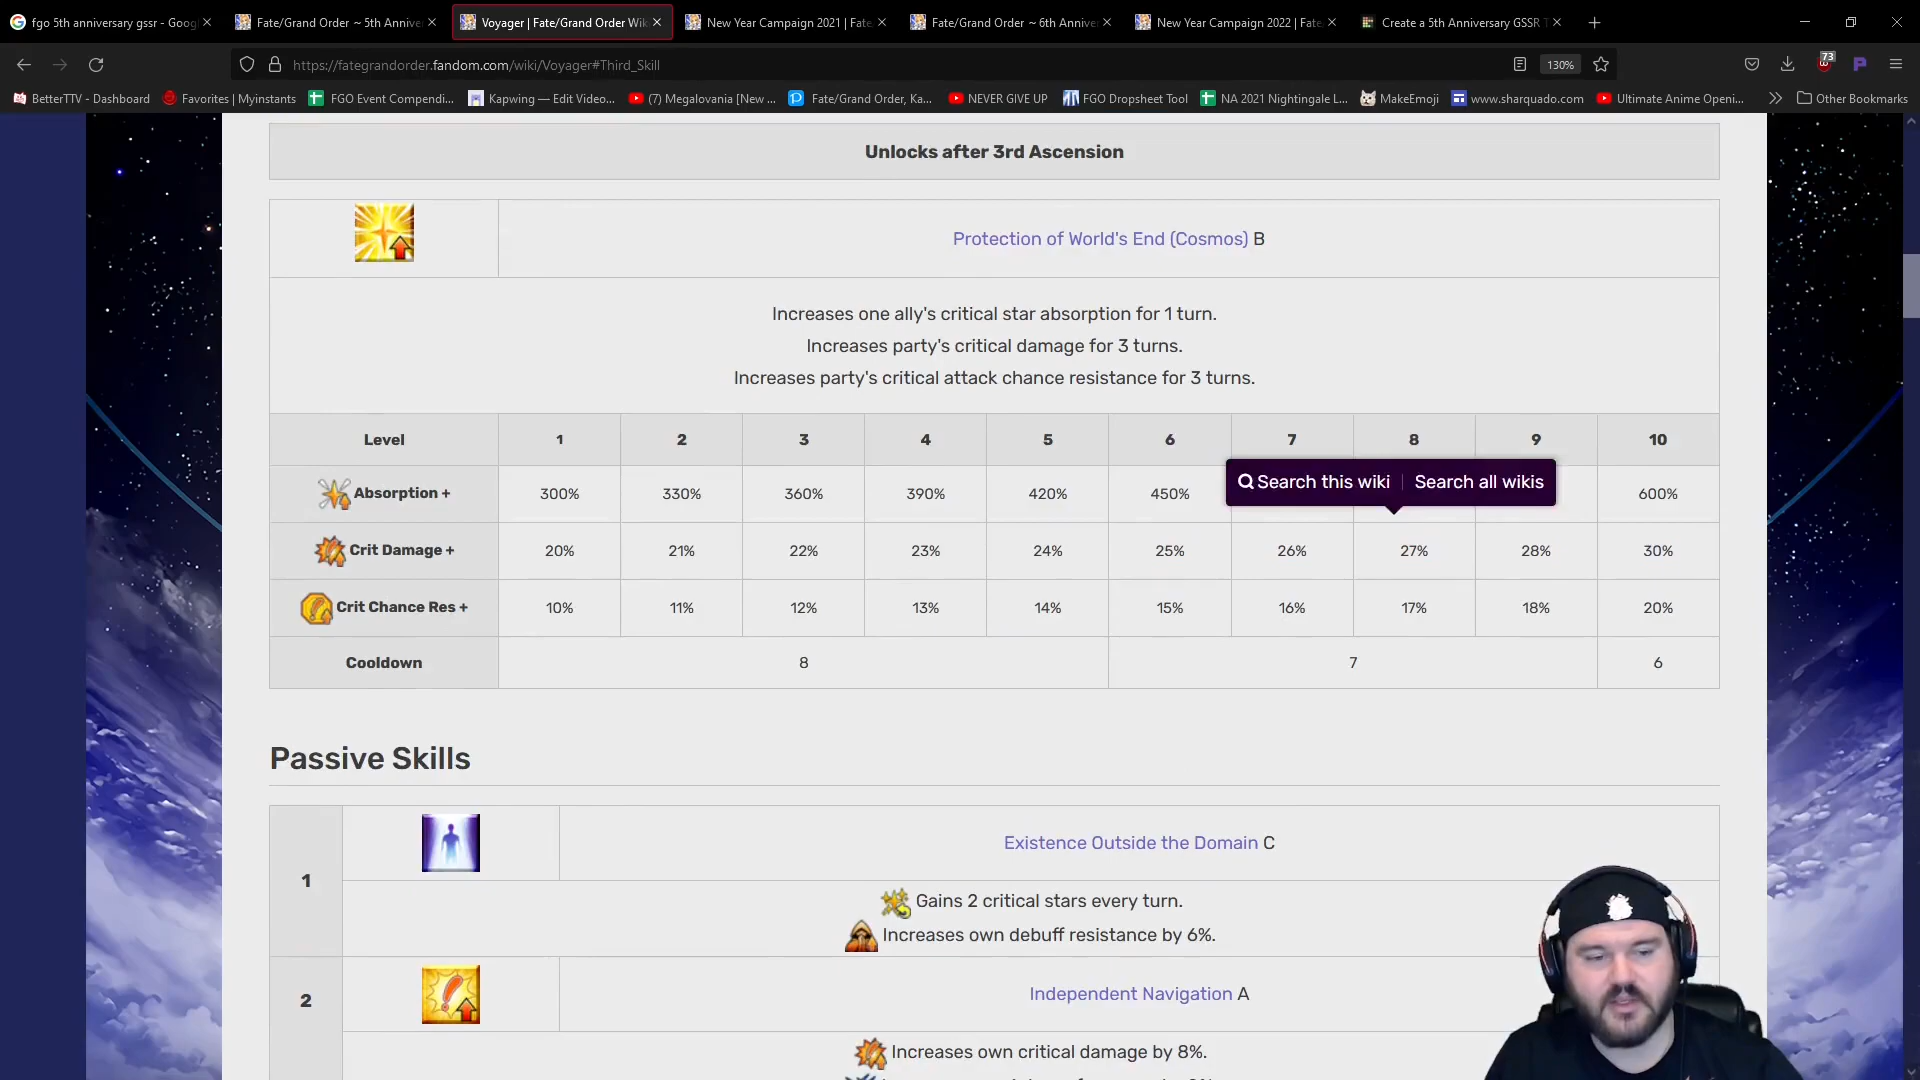 fgo 5th anniversary gssr - Goog
Fate/Grand Order ~ 5th Annive
Voyager | Fate/Grand Order Wik
New Year Campaign 2021 | Fate
Fate/Grand Order ~ 6th Annive
New Year Campaign 2022 | Fate
Create a 5th Anniversary GSSR T
https://fategrandorder.fandom.com/wiki/Voyager#Third_Skill
130%
73
BetterTTV - Dashboard
Favorites | Myinstants
FGO Event Compendi...
Kapwing — Edit Video...
(7) Megalovania [New ...
Fate/Grand Order, Ka...
NEVER GIVE UP
FGO Dropsheet Tool
NA 2021 Nightingale L...
MakeEmoji
www.sharquado.com
Ultimate Anime Openi...
Other Bookmarks
Unlocks after 3rd Ascension
Protection of World's End (Cosmos) B
Increases one ally's critical star absorption for 1 turn.
Increases party's critical damage for 3 turns.
Increases party's critical attack chance resistance for 3 turns.
Level 1 2 3 4 5 6 7 8 9 10
Search this wiki Search all wikis
Absorption + 300% 330% 360% 390% 420% 450% 600%
Crit Damage + 20% 21% 22% 23% 24% 25% 26% 27% 28% 30%
Crit Chance Res + 10% 11% 12% 13% 14% 15% 16% 17% 18% 20%
Cooldown 8 7 6
Passive Skills
1
Existence Outside the Domain C
Gains 2 critical stars every turn.
Increases own debuff resistance by 6%.
2
Independent Navigation A
Increases own critical damage by 8%.